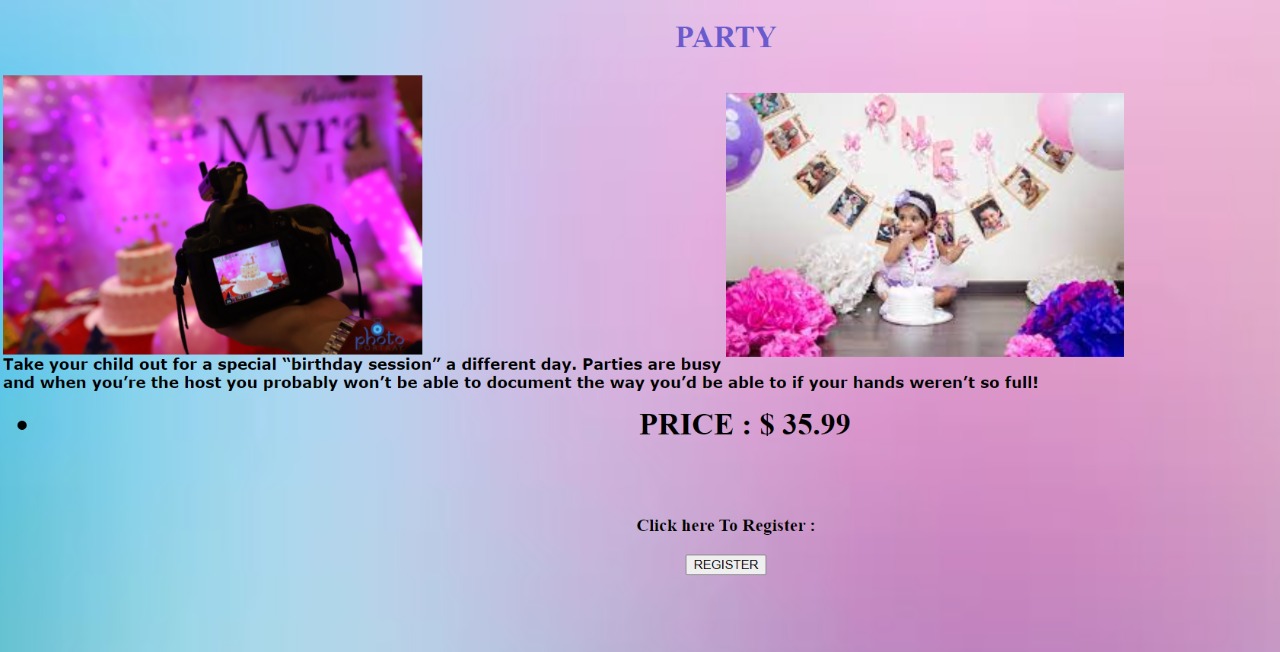 PARTY
Myra
ONE
photo
Take your child out for a special “birthday session” a different day. Parties are busy
and when you’re the host you probably won’t be able to document the way you’d be able to if your hands weren’t so full!
PRICE : $ 35.99
Click here To Register :
REGISTER